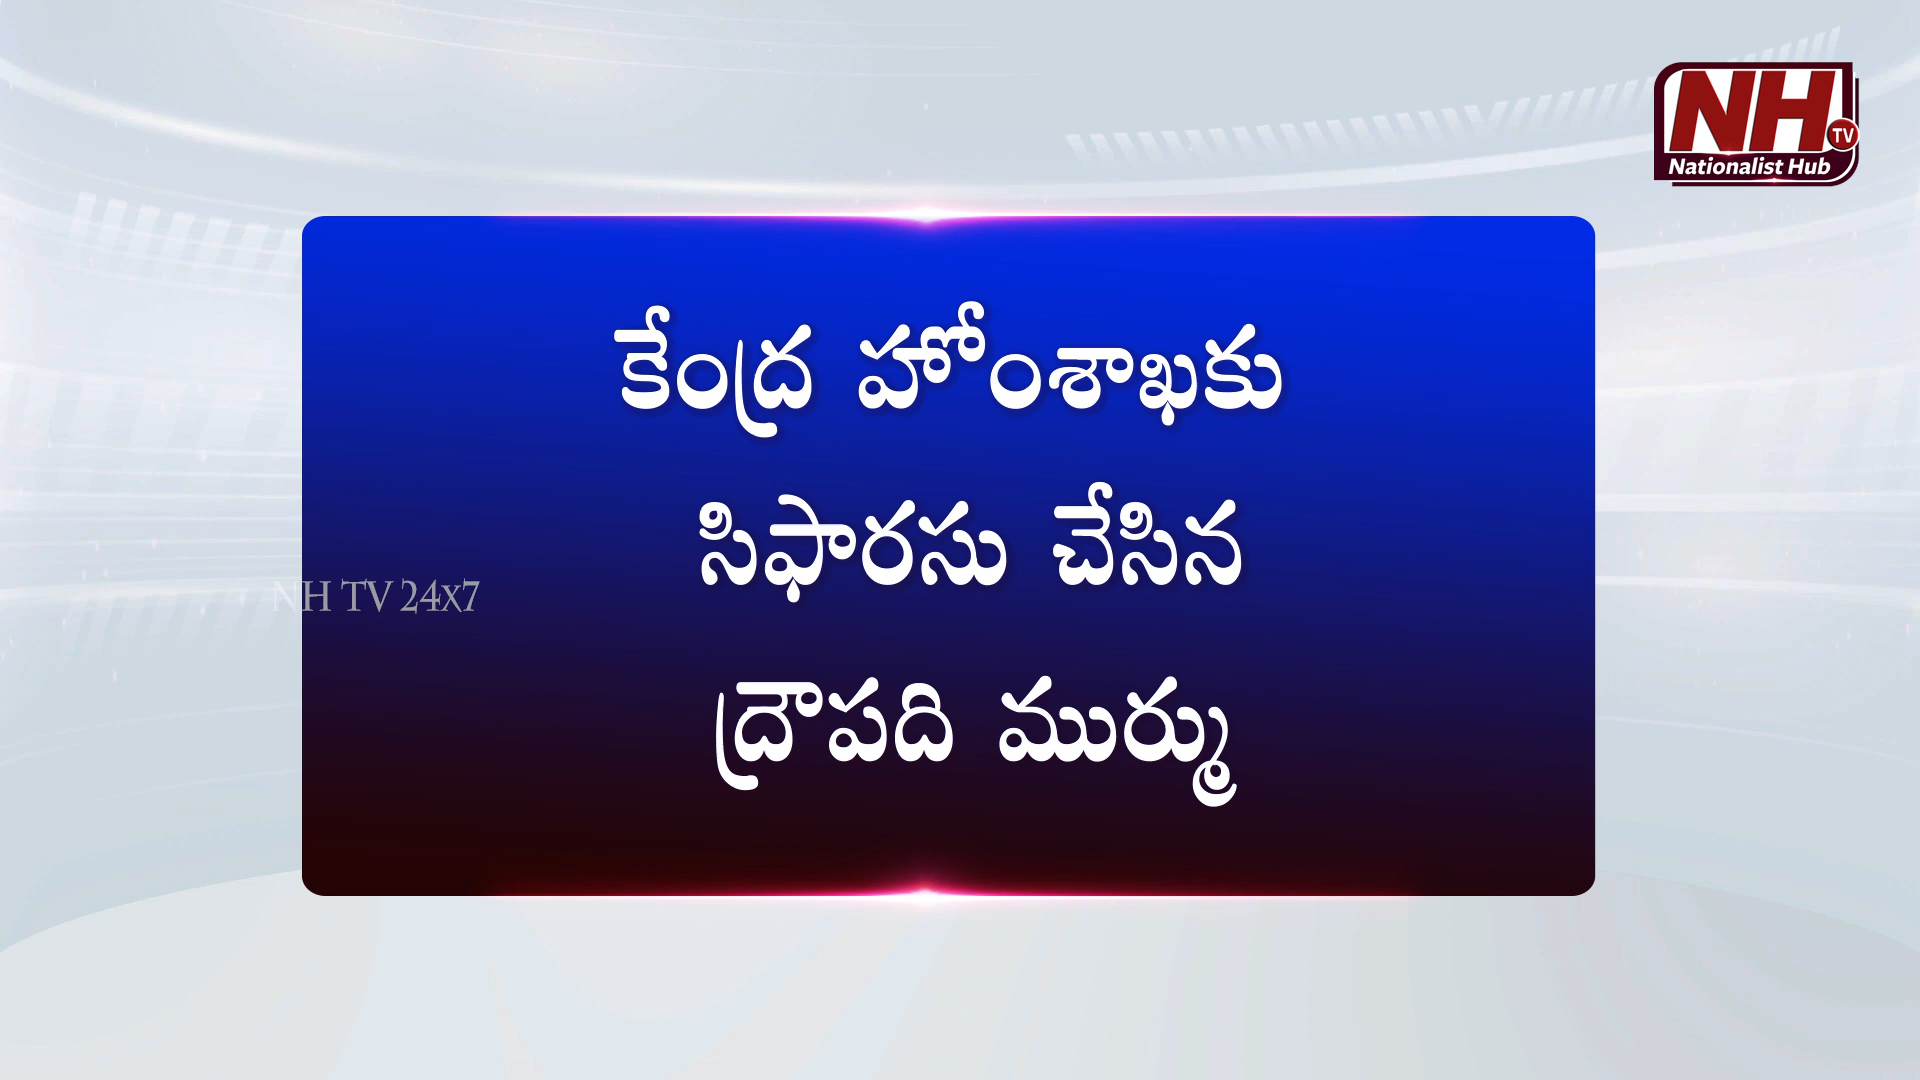 NH
TV
Nationalist Hub
కేంద్ర హోంశాఖకు
సిఫారసు చేసిన
NH TV 24x7
ద్రౌపది ముర్ము